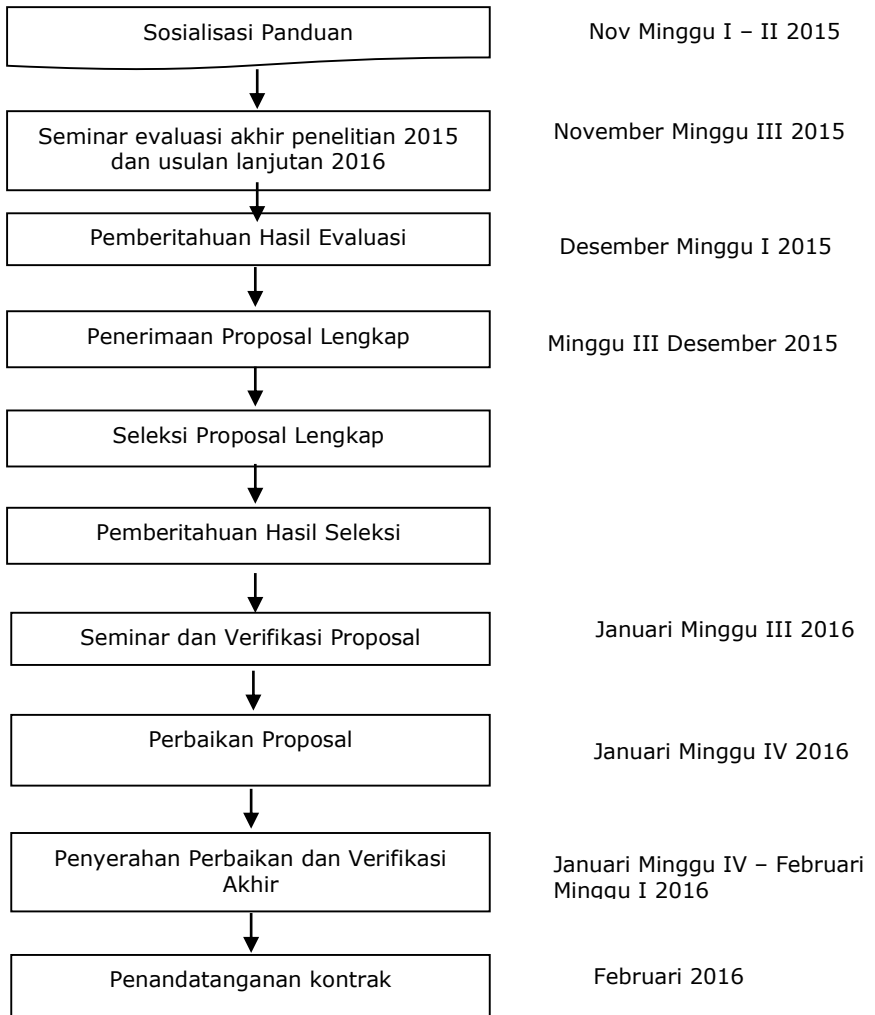 Sosialisasi Panduan
Nov Minggu I – II 2015
Seminar evaluasi akhir penelitian 2015
dan usulan lanjutan 2016
November Minggu III 2015
Pemberitahuan Hasil Evaluasi
Desember Minggu I 2015
Penerimaan Proposal Lengkap
Minggu III Desember 2015
Seleksi Proposal Lengkap
Pemberitahuan Hasil Seleksi
Seminar dan Verifikasi Proposal
Januari Minggu III 2016
Perbaikan Proposal
Januari Minggu IV 2016
Penyerahan Perbaikan dan Verifikasi
Akhir
Januari Minggu IV – Februari
Minggu I 2016
Penandatanganan kontrak
Februari 2016